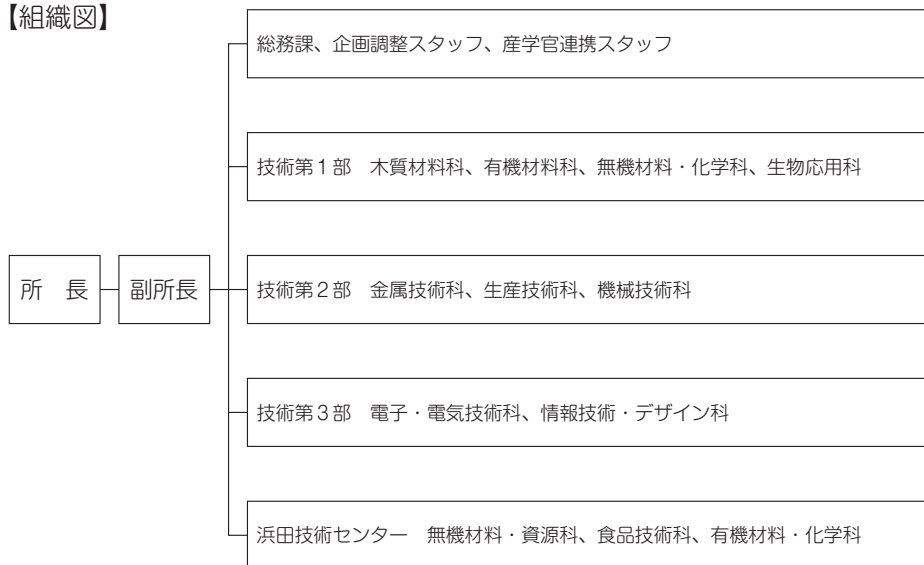 【組織図】
総務課、企画調整スタッフ、産学官連携スタッフ
技術第１部　木質材料科、有機材料科、無機材料・化学科、生物応用科
所　長
副所長
技術第２部　金属技術科、生産技術科、機械技術科
技術第３部　電子・電気技術科、情報技術・デザイン科
浜田技術センター　無機材料・資源科、食品技術科、有機材料・化学科